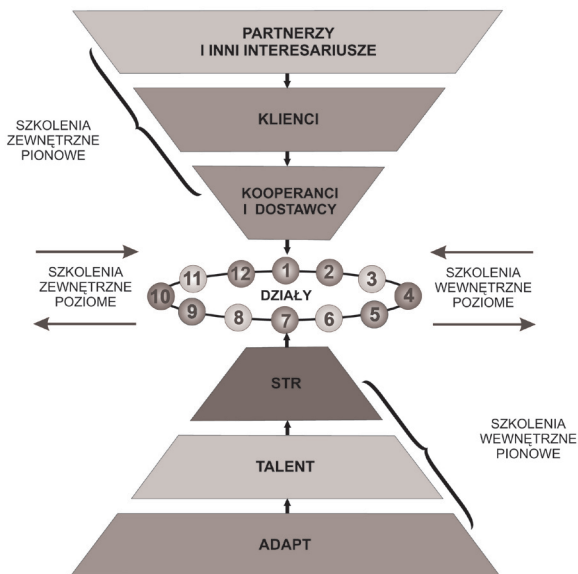 PARTNERZY
I INNI INTERESARIUSZE
KLIENCI
SZKOLENIA
ZEWNĘTRZNE
PIONOWE
KOOPERANCI
I DOSTAWCY
SZKOLENIA
ZEWNĘTRZNE
POZIOME
11
12
1
2
3
10
DZIAŁY
4
9
8
7
6
5
SZKOLENIA
WEWNĘTRZNE
POZIOME
STR
SZKOLENIA
WEWNĘTRZNE
PIONOWE
TALENT
ADAPT